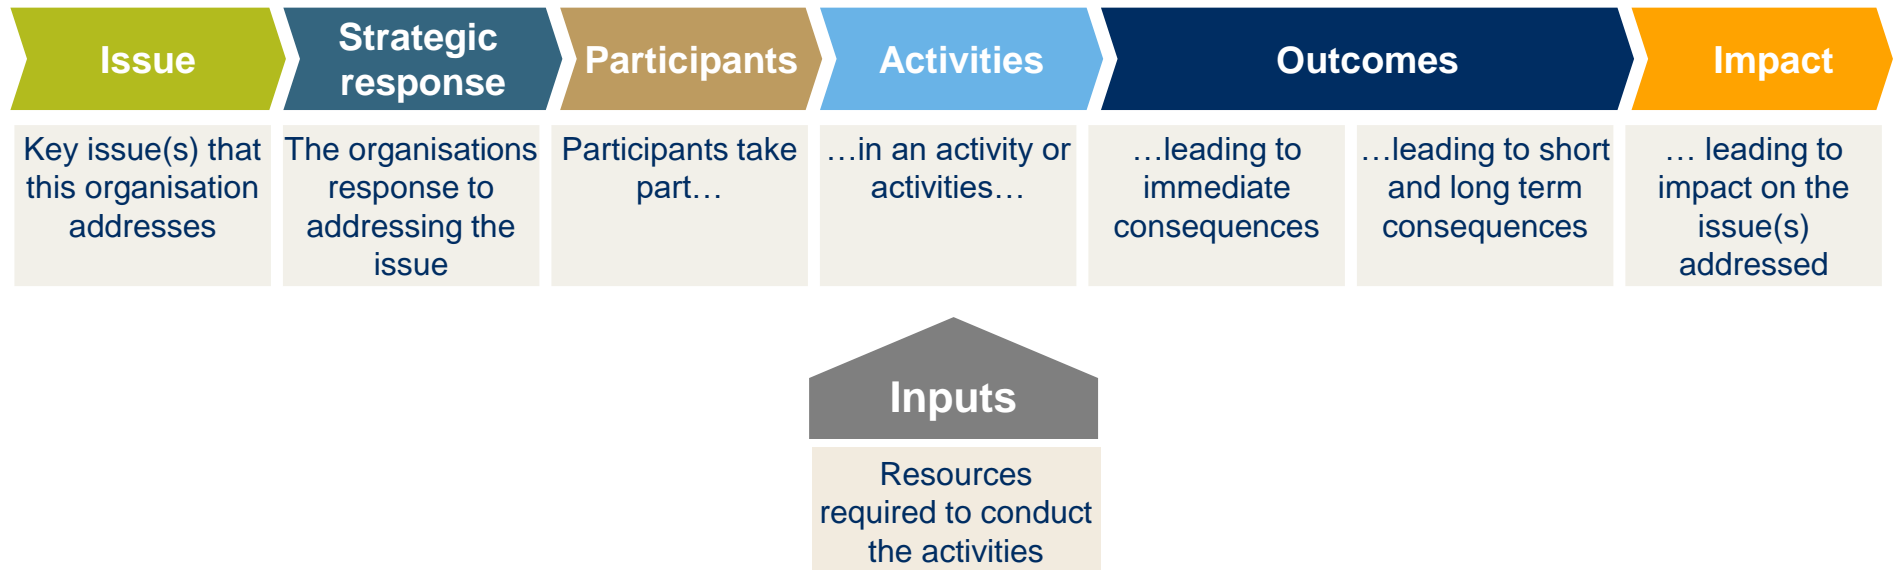 Issue
Strategic
response
Participants
Activities
Outcomes
Impact
Key issue(s) that
this organisation
addresses
The organisations
response to
addressing the
issue
Participants take
part…
…in an activity or
activities…
…leading to
immediate
consequences
…leading to short
and long term
consequences
… leading to
impact on the
issue(s)
addressed
Inputs
Resources
required to conduct
the activities